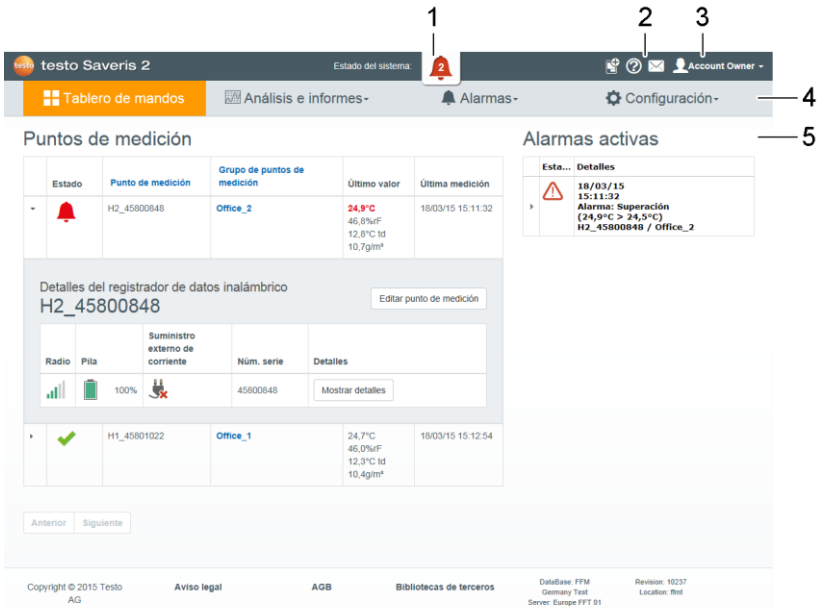 1 2 3
testo testo Saveris 2 Estado del sistema: 2 Account Owner
Tablero de mandos Análisis e informes Alarmas Configuración 4
Puntos de medición Alarmas activas 5
Estado Punto de medición Grupo de puntos de medición Último valor Última medición
H2_45800848 Office_2 24,9°C 18/03/15 15:11:32
46,8%rF
12,8°C td
10,7g/m³
Esta... Detalles
18/03/15
15:11:32
Alarma: Superación
(24,9°C > 24,5°C)
H2_45800848 / Office_2
Detalles del registrador de datos inalámbrico
H2_45800848
Editar punto de medición
Radio Pila Suministro externo de corriente Núm. serie Detalles
100% 45800848 Mostrar detalles
H1_45801022 Office_1 24,7°C 18/03/15 15:12:54
46,0%rF
12,3°C td
10,4g/m³
Anterior Siguiente
Copyright © 2015 Testo AG
Aviso legal
AGB
Bibliotecas de terceros
DataBase: FFM
Germany Test
Server: Europe FFT 01
Revision: 10237
Location: ffmt